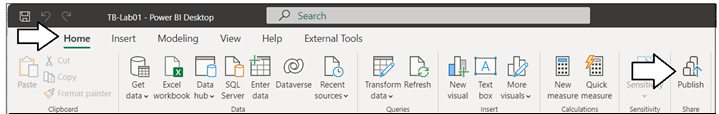 TB-Lab01 - Power BI Desktop
Search
Home Insert Modeling View Help External Tools
Paste
Cut
Copy
Format painter
Get data
Excel workbook
Data hub
SQL Server
Enter data
Dataverse
Recent sources
Transform data
Refresh
New visual
Text box
More visuals
New measure
Quick measure
Sensitivity
Publish
Clipboard Data Queries Insert Calculations Sensitivity Share